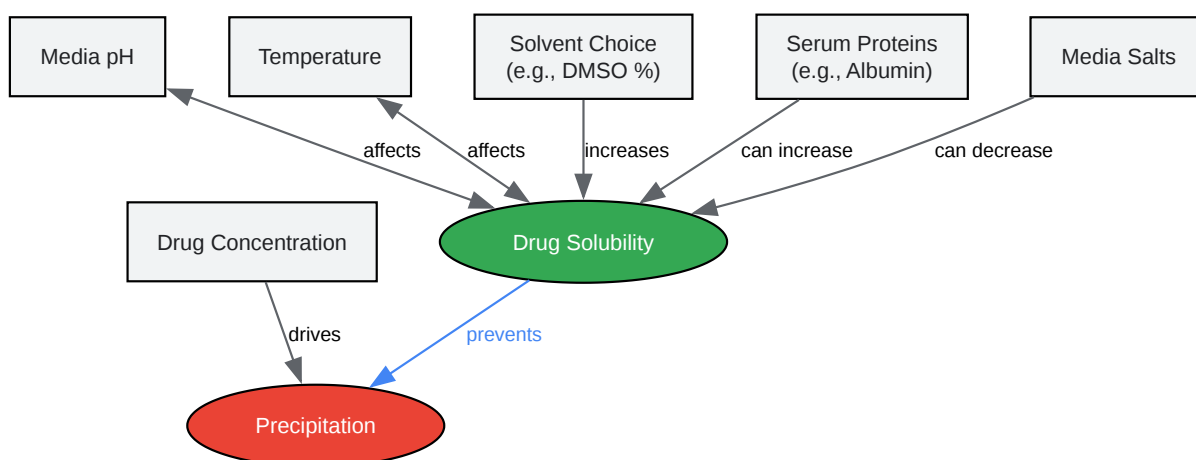 Media pH
Temperature
Solvent Choice
(e.g., DMSO %)
Serum Proteins
(e.g., Albumin)
Media Salts
affects
affects
increases
can increase
can decrease
Drug Concentration
Drug Solubility
drives
prevents
Precipitation